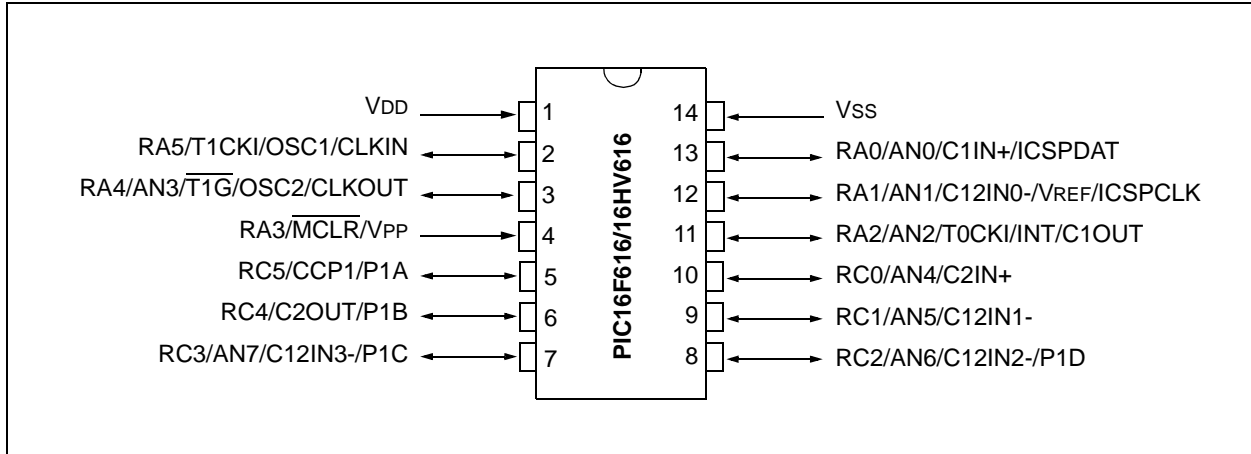 VDD 1 14 VSS
RA5/T1CKI/OSC1/CLKIN 2 13 RA0/AN0/C1IN+/ICSPDAT
RA4/AN3/T1G/OSC2/CLKOUT 3 12 RA1/AN1/C12IN0-/VREF/ICSPCLK
RA3/MCLR/VPP 4 11 RA2/AN2/T0CKI/INT/C1OUT
RC5/CCP1/P1A 5 10 RC0/AN4/C2IN+
RC4/C2OUT/P1B 6 9 RC1/AN5/C12IN1-
RC3/AN7/C12IN3-/P1C 7 8 RC2/AN6/C12IN2-/P1D
PIC16F616/16HV616